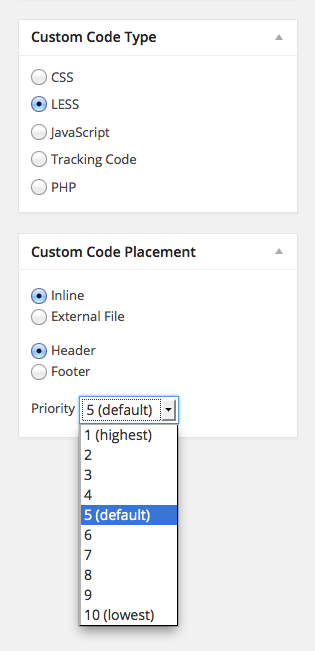 Custom Code Type
CSS
LESS
JavaScript
Tracking Code
PHP
Custom Code Placement
Inline
External File
Header
Footer
Priority 5 (default)
1 (highest)
2
3
4
5 (default)
6
7
8
9
10 (lowest)